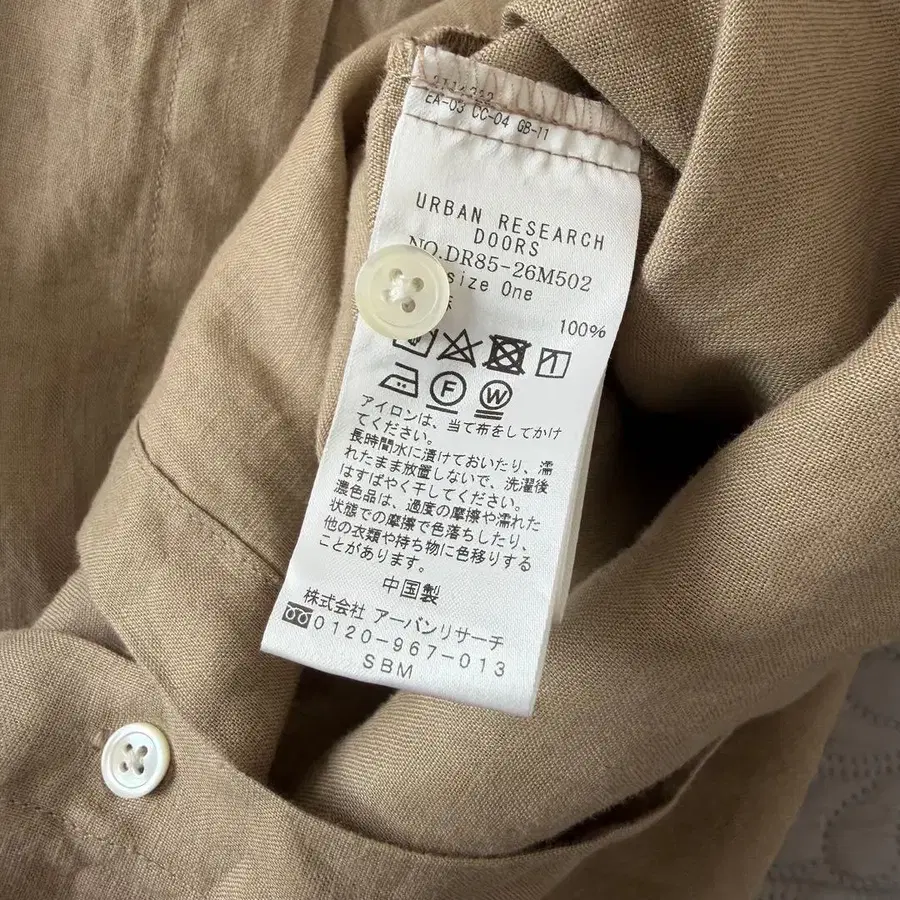 EA-03 CC-04 GB-11
URBAN RESEARCH
DOORS
NO.DR85-26M502
size One
100%
F W
アイロンは、当て布をしてかけ
てください。
長時間水に漬けておいたり、濡
れたまま放置しないで、洗濯後
はすばやく干してください。
濃色品は、過度の摩擦や濡れた
状態での摩擦で色落ちしたり、
他の衣類や持ち物に色移りする
ことがあります。
中国製
株式会社 アーバンリサーチ
0120-967-013
SBM